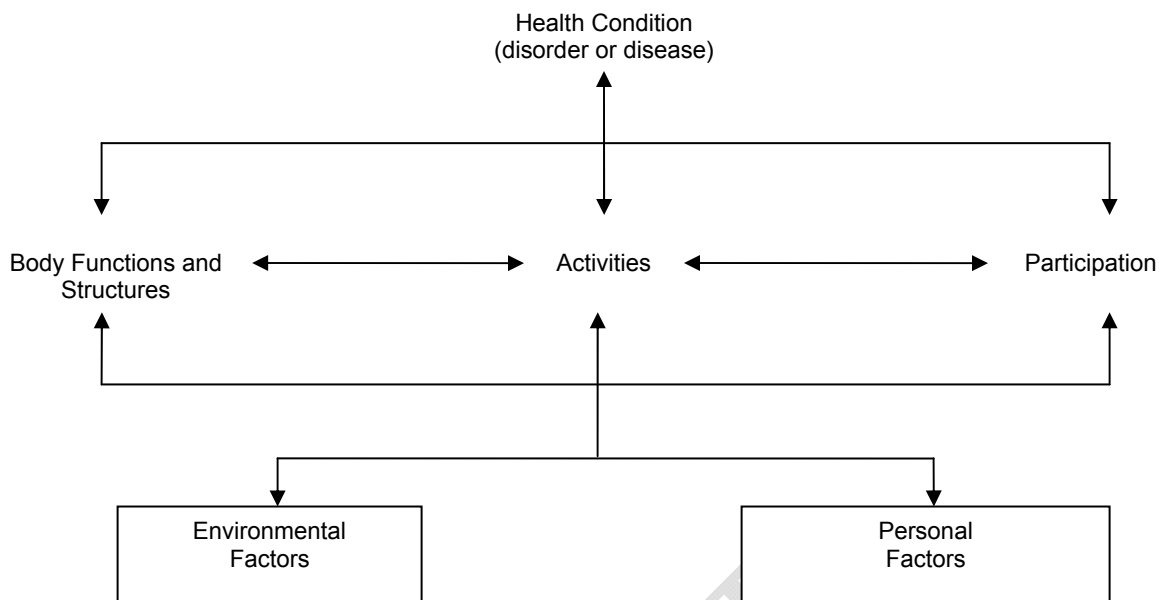 Health Condition
(disorder or disease)
Body Functions and
Structures
Activities
Participation
Environmental
Factors
Personal
Factors